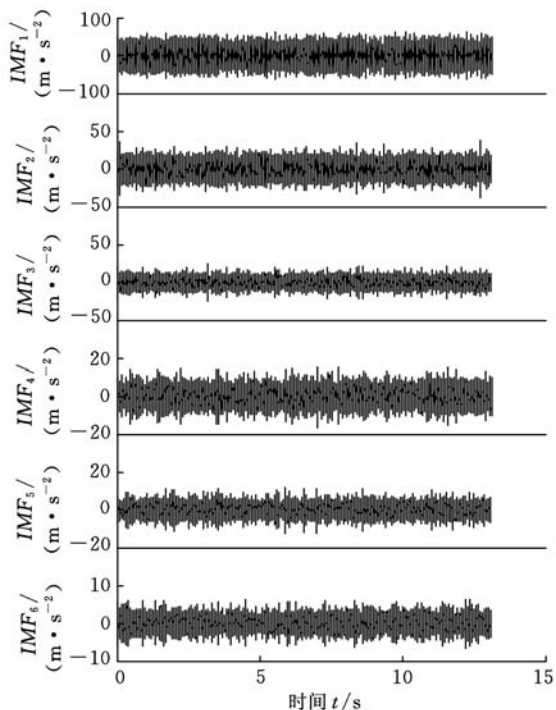 IMF₁/
(m·s⁻²)
100
0
−100
IMF₂/
(m·s⁻²)
50
0
−50
IMF₃/
(m·s⁻²)
50
0
−50
IMF₄/
(m·s⁻²)
20
0
−20
IMF₅/
(m·s⁻²)
20
0
−20
IMF₆/
(m·s⁻²)
10
0
−10
0 5 10 15
时间 t/s